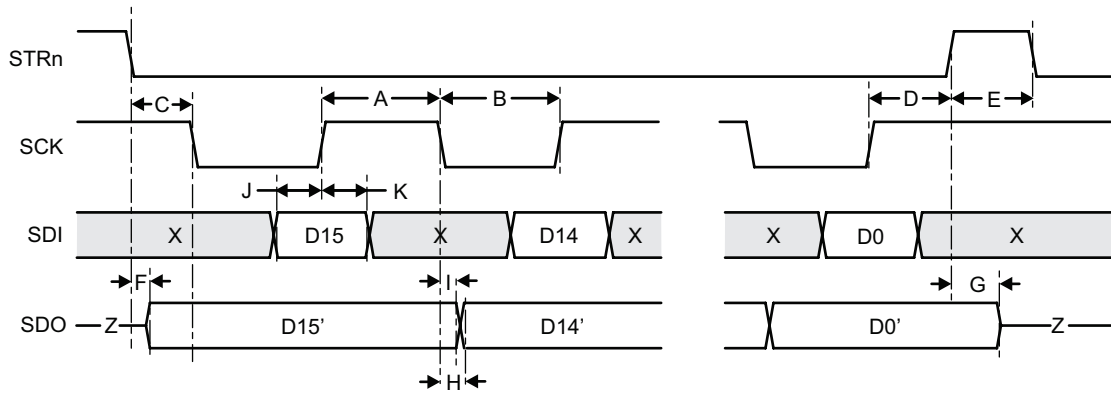 STRn
C A B D E
SCK
J K
SDI X D15 X D14 X X D0 X
F I G
SDO Z D15’ D14’ D0’ Z
H